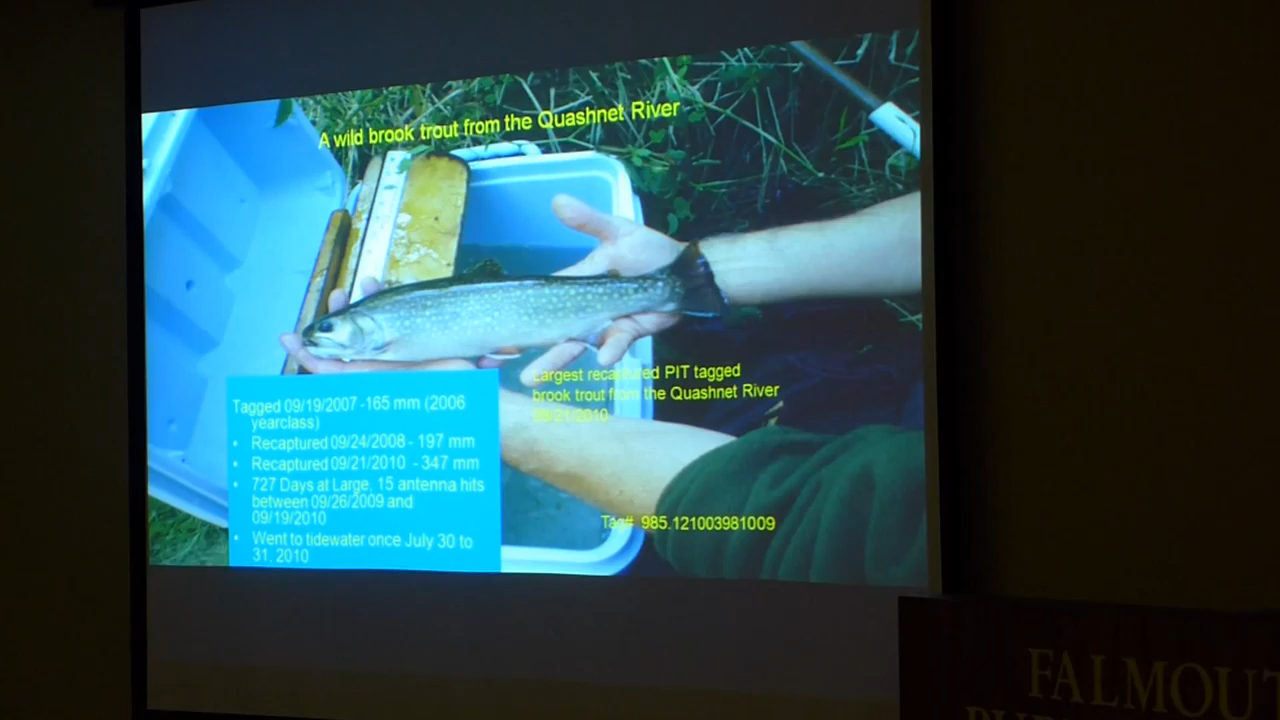 A wild brook trout from the Quashnet River
Largest recaptured PIT tagged
brook trout from the Quashnet River
09/21/2010
Tagged 09/19/2007 -165 mm (2006
yearclass)
• Recaptured 09/24/2008 - 197 mm
• Recaptured 09/21/2010 - 347 mm
• 727 Days at Large. 15 antenna hits
between 09/26/2009 and
09/19/2010
• Went to tidewater once July 30 to
31, 2010
Tag# 985.121003981009
FALMOUT